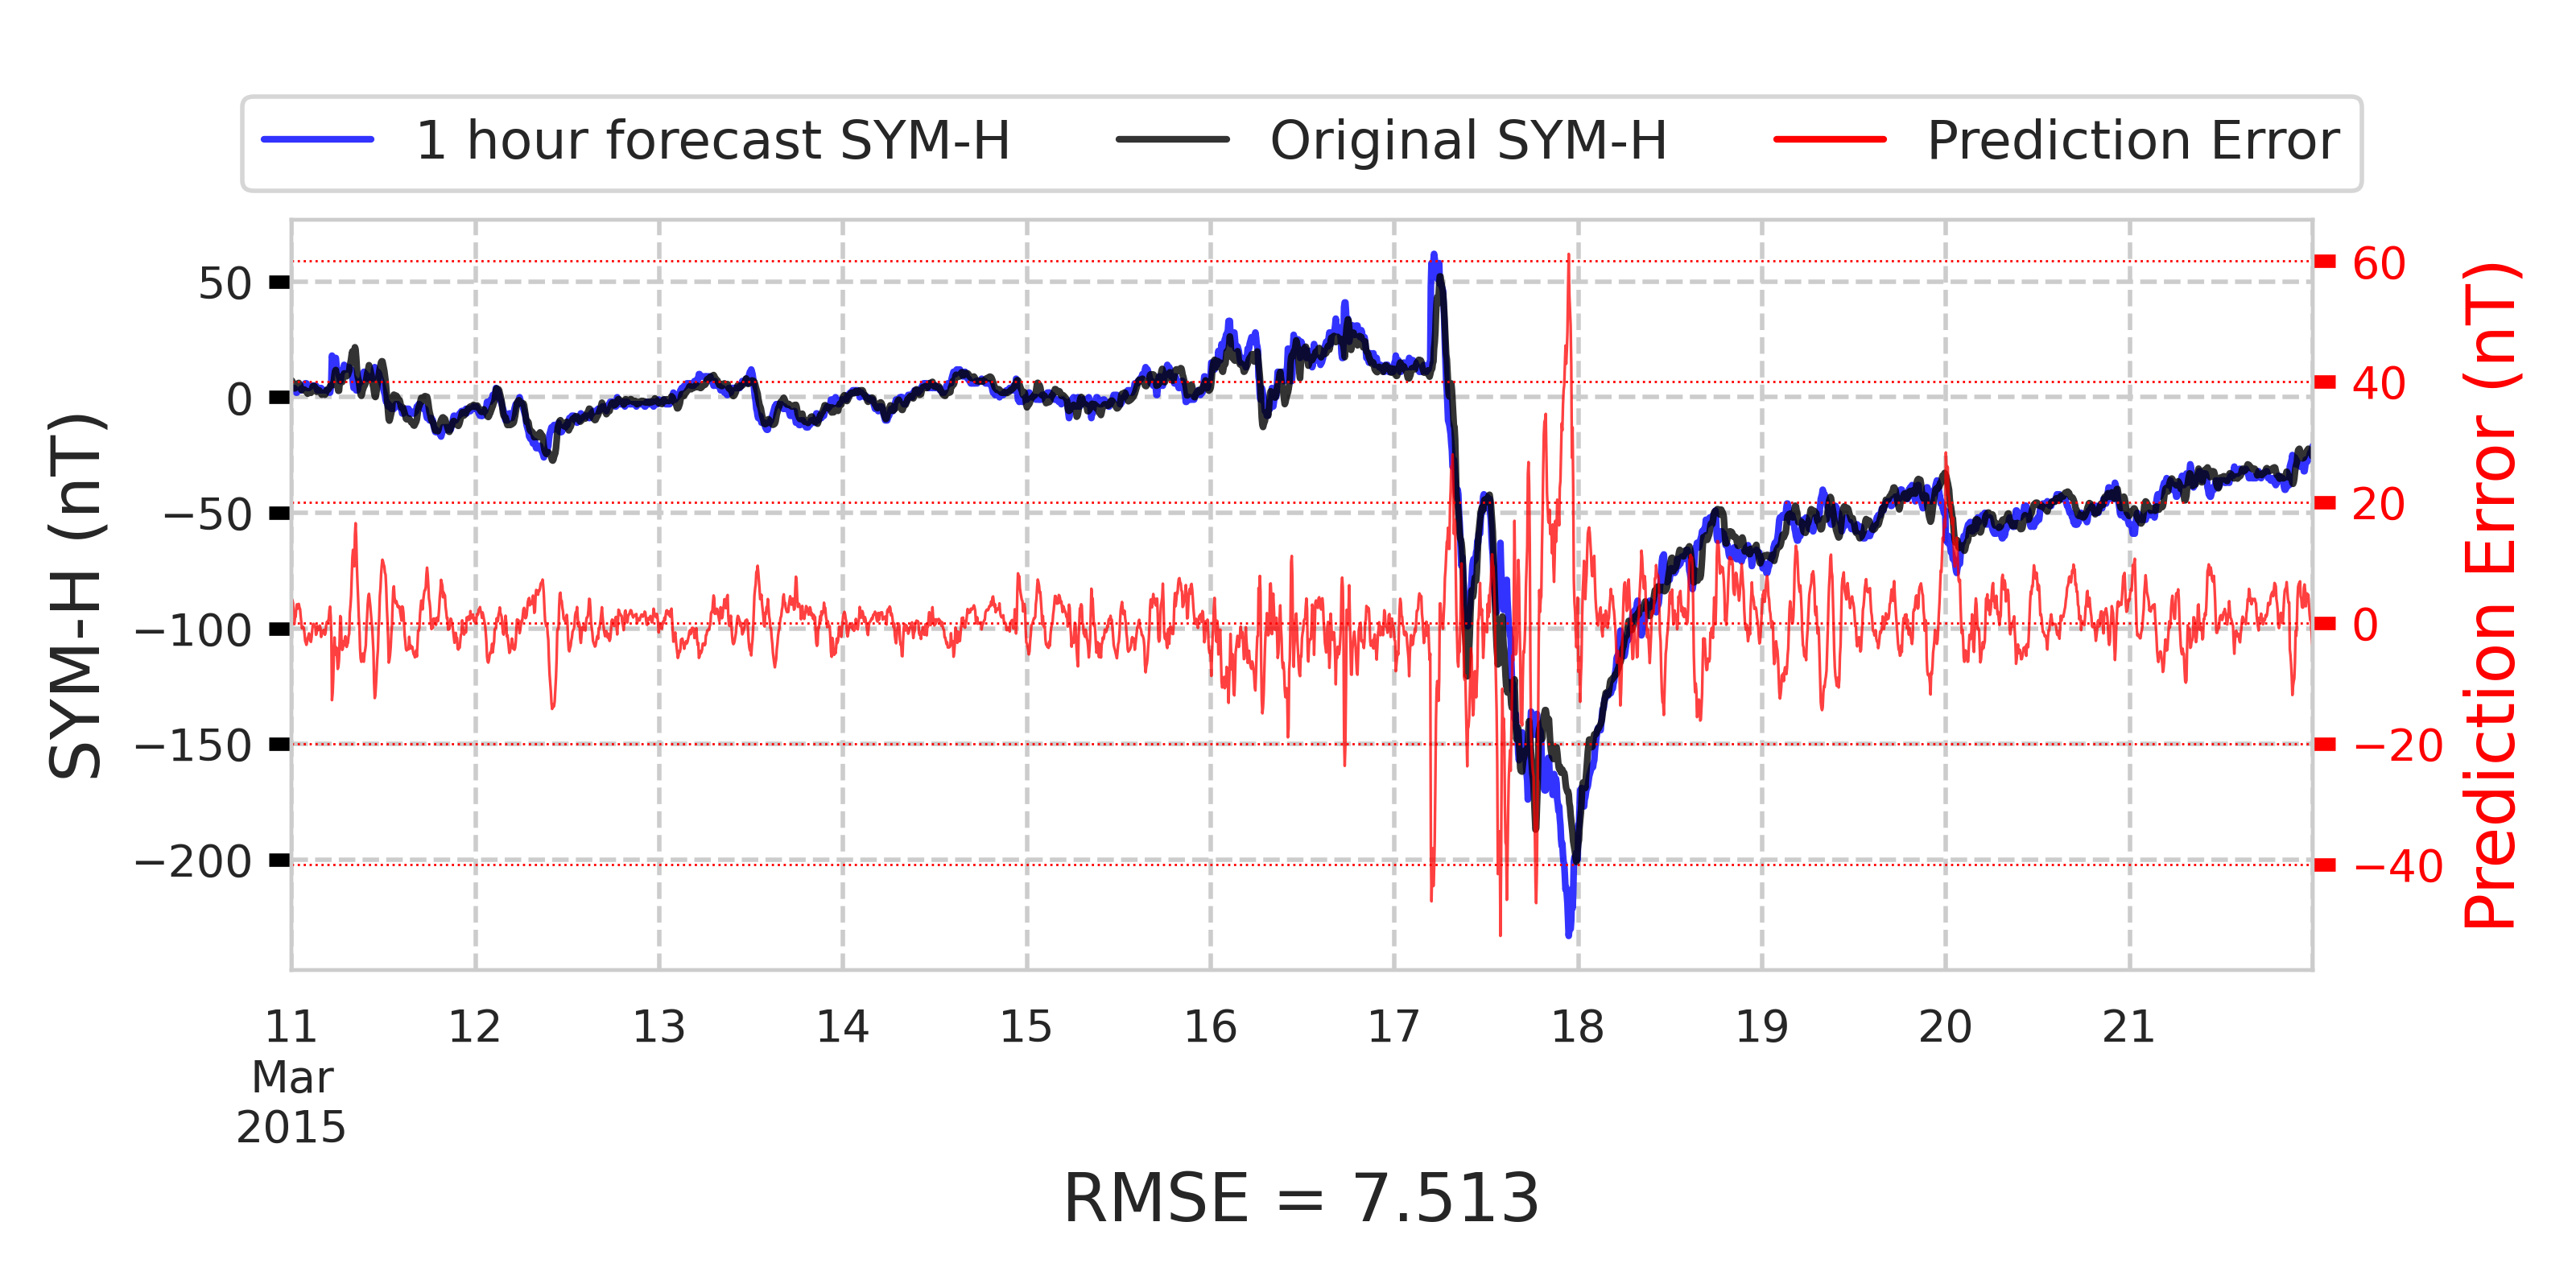 1 hour forecast SYM-H
Original SYM-H
Prediction Error
SYM-H (nT)
50
0
−50
−100
−150
−200
60
40
20
0
−20
−40
Prediction Error (nT)
11 12 13 14 15 16 17 18 19 20 21
Mar
2015
RMSE = 7.513